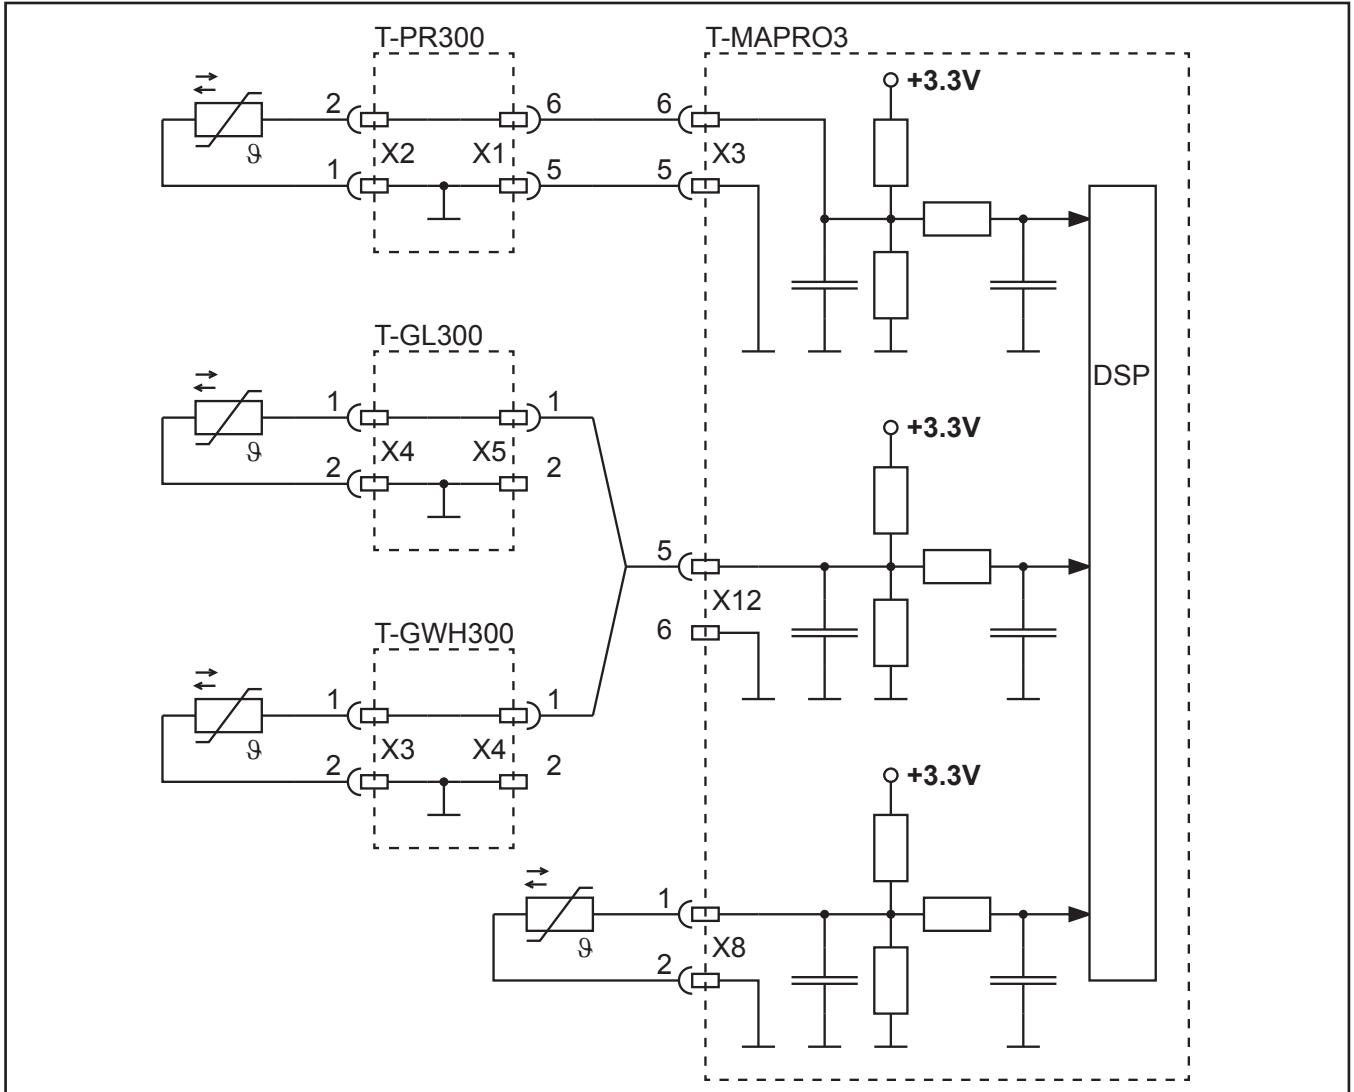 T-PR300 T-MAPRO3
+3.3V
2 6 6
ϑ X2 X1 X3
1 5 5
T-GL300
DSP
1 1
+3.3V
ϑ X4 X5
2 2
5
X12
T-GWH300 6
1 1
ϑ X3 X4
2 2
+3.3V
1
ϑ X8
2